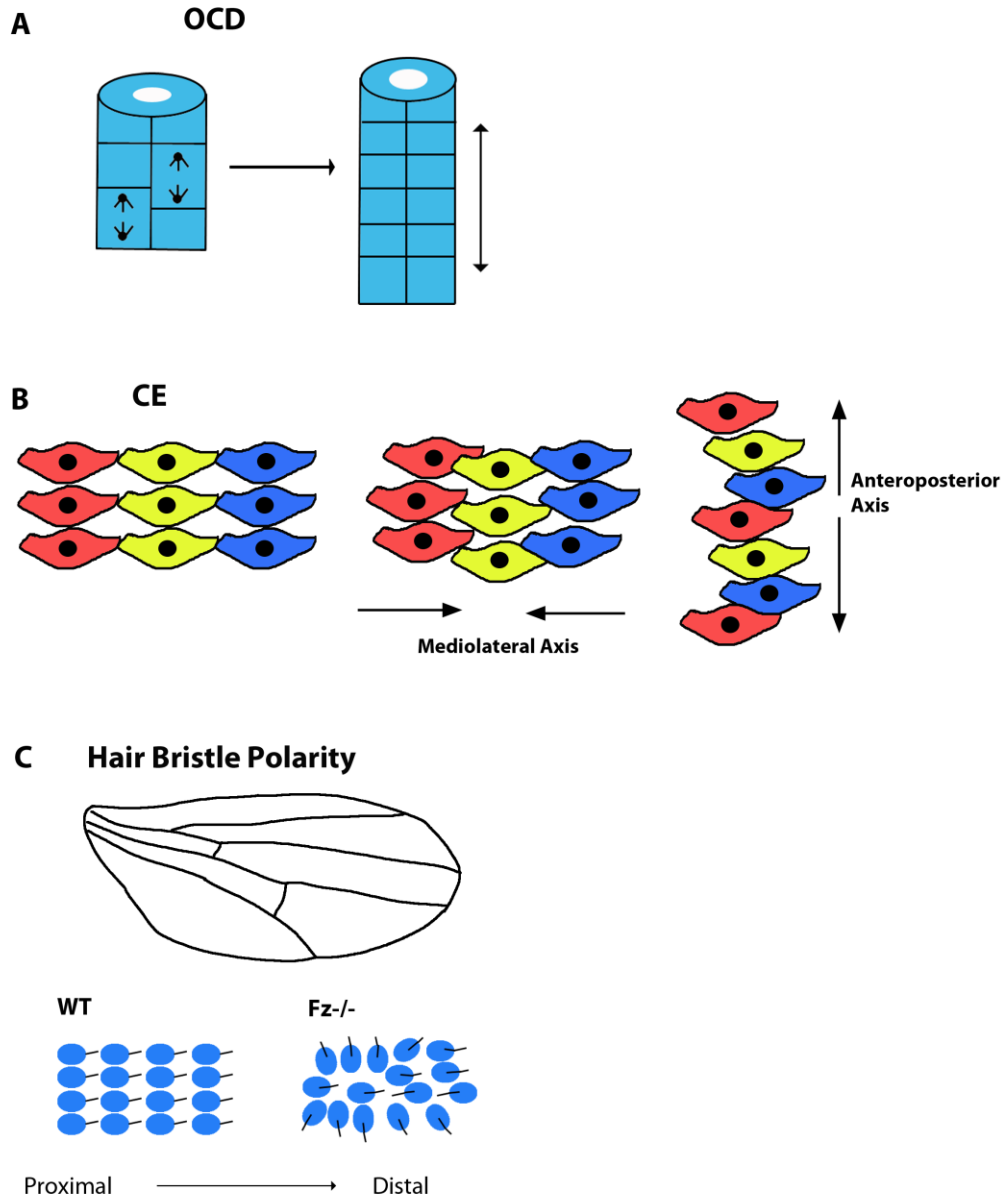 A
OCD
B
CE
Anteroposterior
Axis
Mediolateral Axis
C
Hair Bristle Polarity
WT
Fz-/-
Proximal
Distal